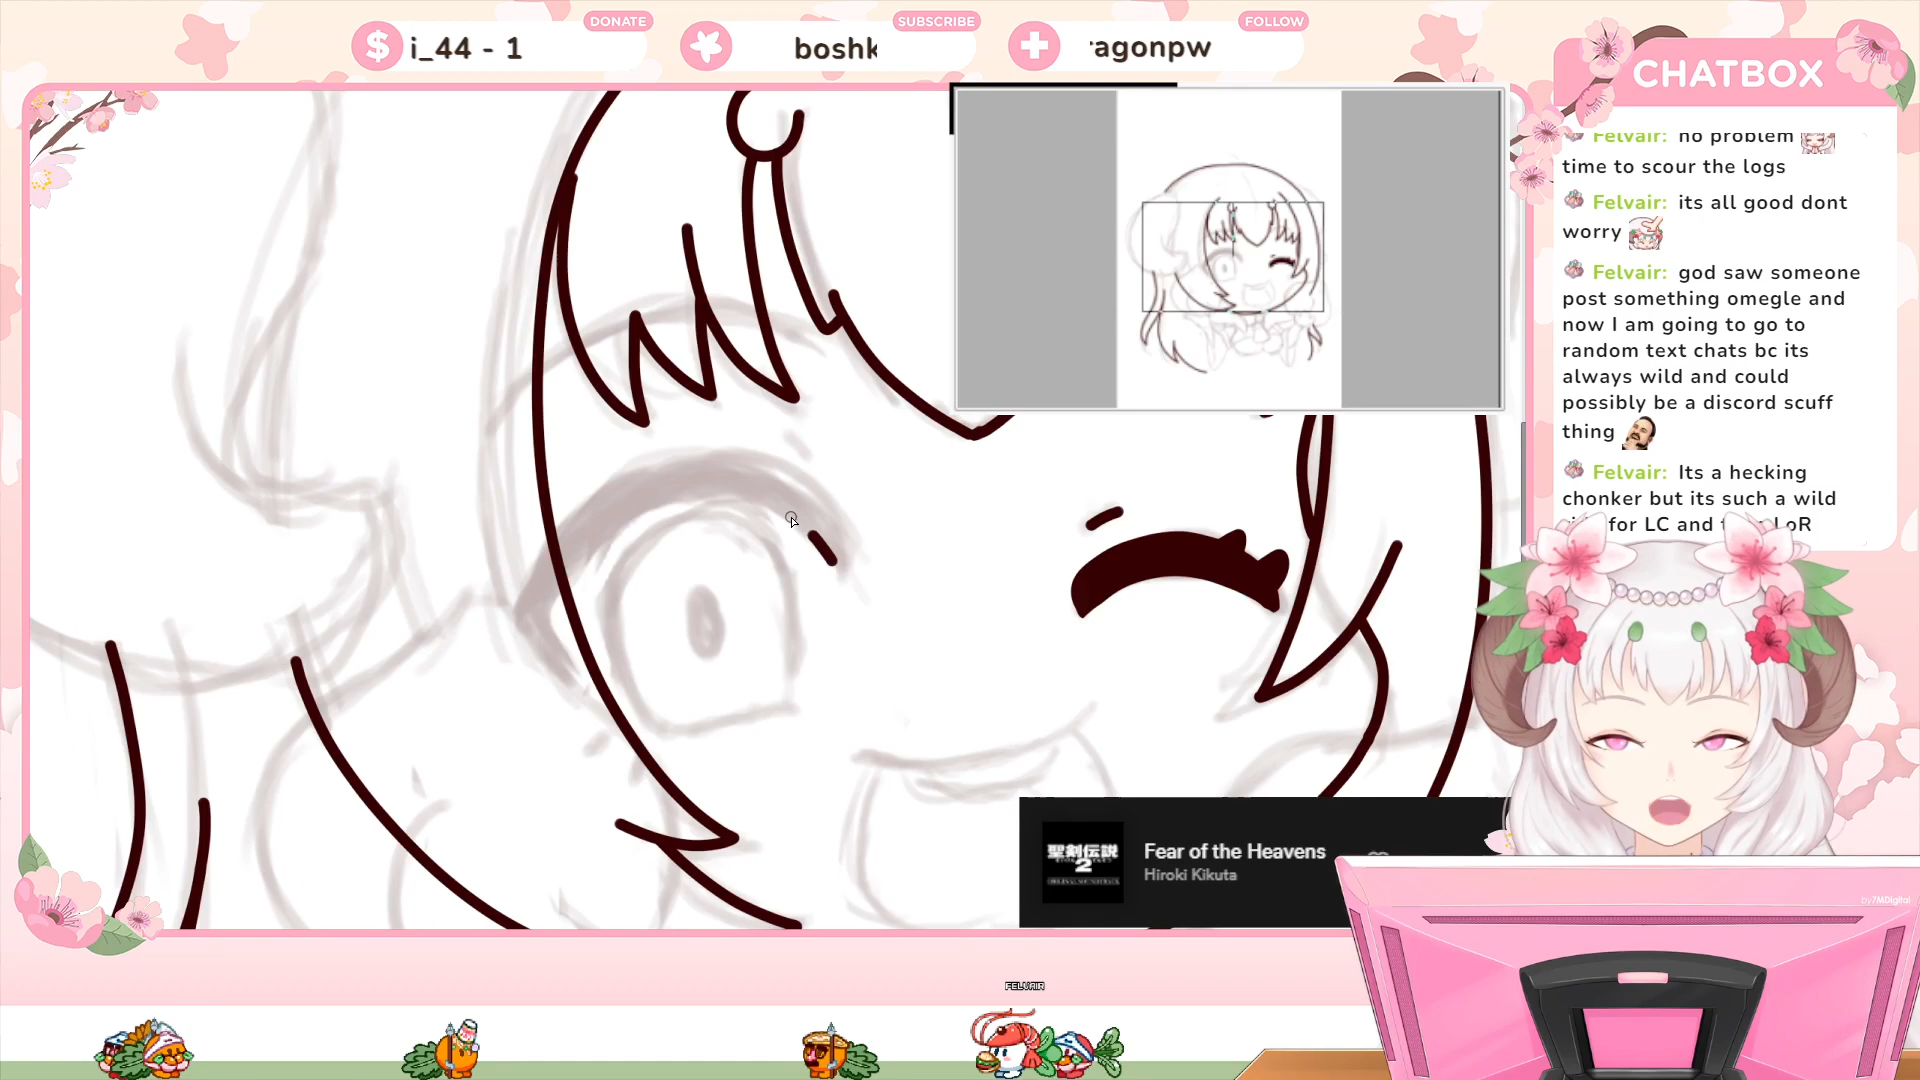 DONATE
SUBSCRIBE
FOLLOW
i_44 - 1
boshk
ragonpw
CHATBOX
Felvair: no problem
time to scour the logs
Felvair: its all good dont
worry
Felvair: god saw someone
post something omegle and
now I am going to go to
random text chats bc its
always wild and could
possibly be a discord scuff
thing
Felvair: Its a hecking
chonker but its such a wild
for LC and LoR
聖剣伝説
2
Fear of the Heavens
Hiroki Kikuta
by7MDigital
FELVAIR